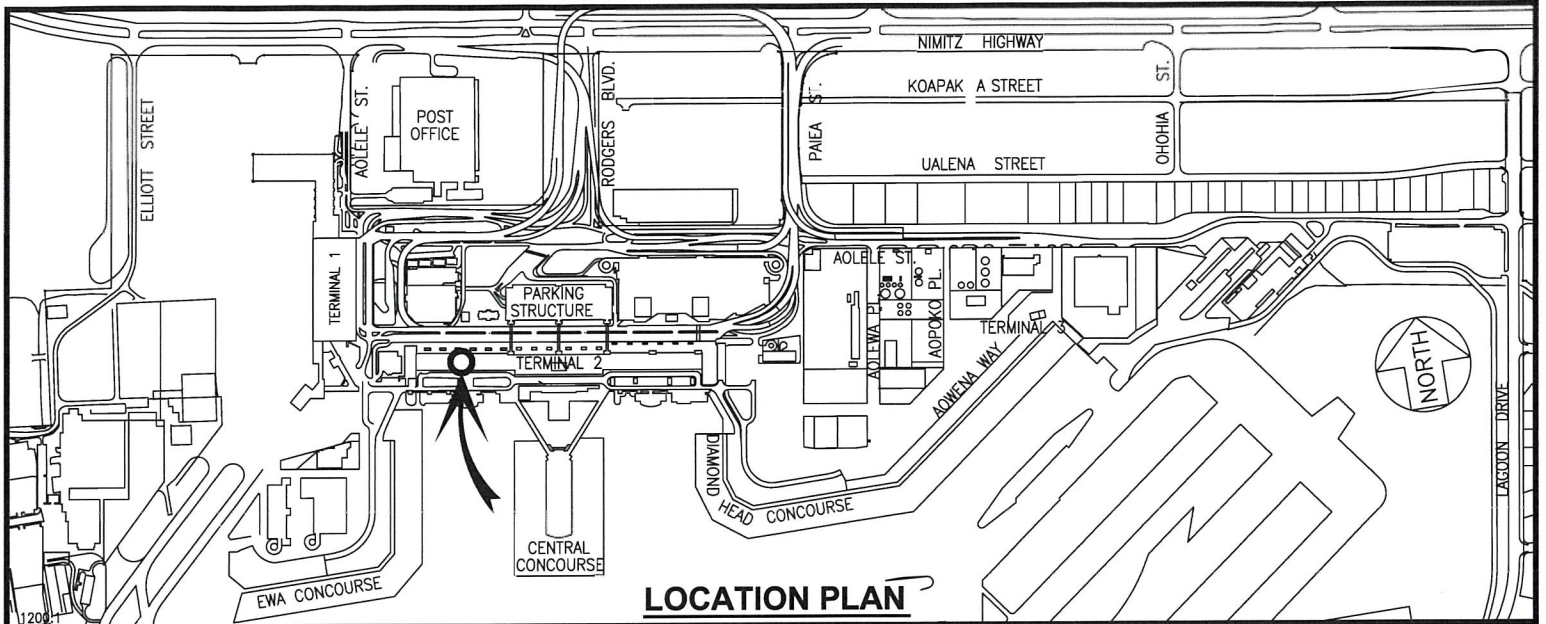 NIMITZ HIGHWAY
KOAPAK A STREET
OHOHIA ST.
UALENA STREET
PAIEA ST.
RODGERS BLVD.
AOLELE ST.
POST
OFFICE
ELLIOTT STREET
TERMINAL 1
PARKING
STRUCTURE
TERMINAL 2
AOLELE ST.
AOLEWA PL.
AOPOKO PL.
TERMINAL 3
AOWENA WAY
NORTH
LAGOON DRIVE
DIAMOND
HEAD CONCOURSE
CENTRAL
CONCOURSE
EWA CONCOURSE
LOCATION PLAN
1200:1